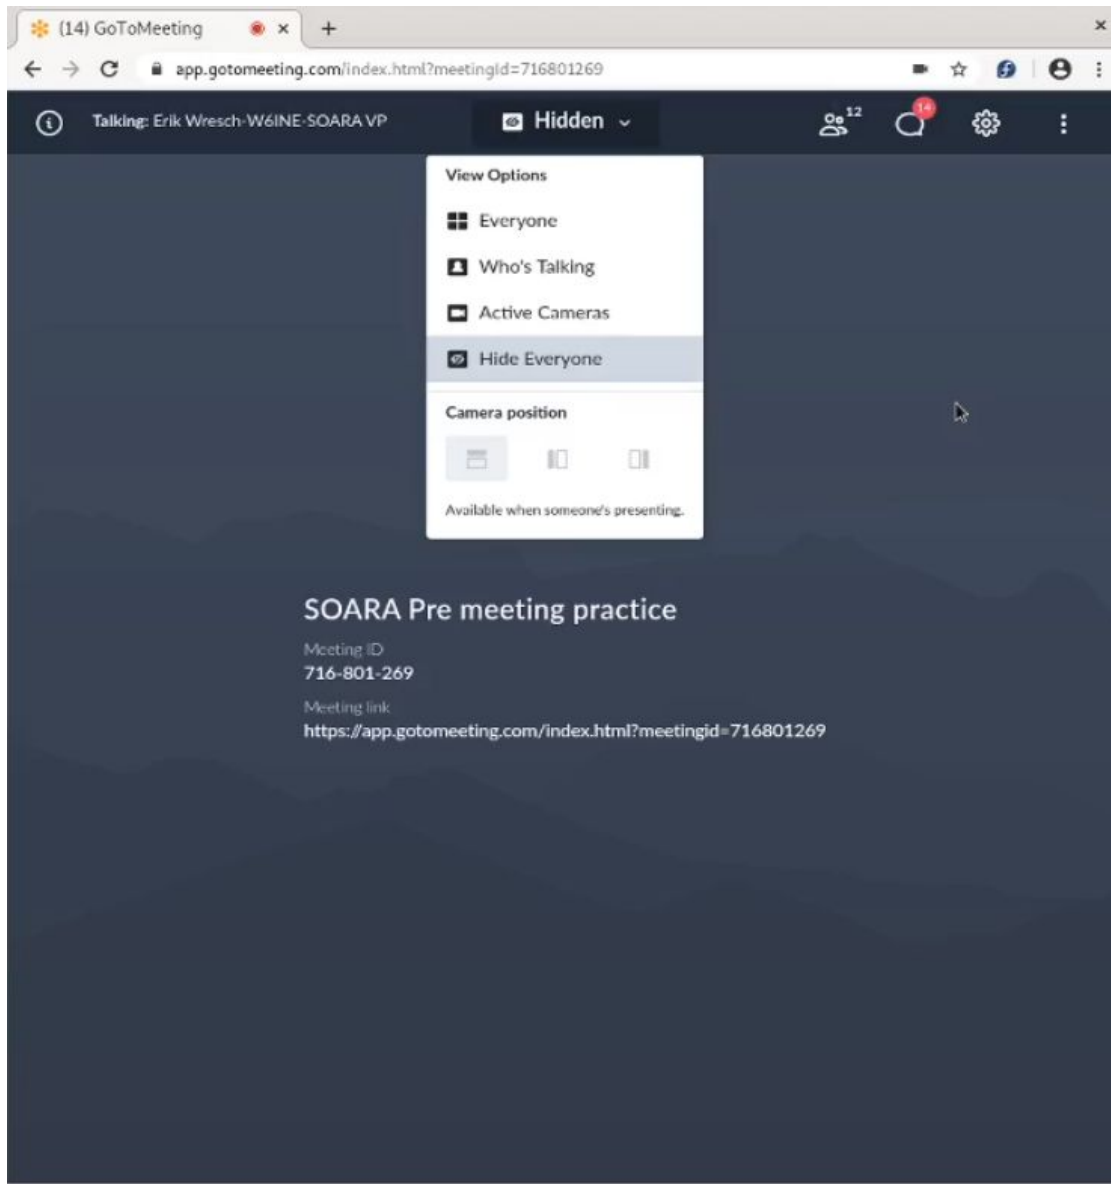 (14) GoToMeeting
app.gotomeeting.com/index.html?meetingId=716801269
Talking: Erik Wresch-W6INE-SOARA VP
Hidden
12
14
View Options
Everyone
Who's Talking
Active Cameras
Hide Everyone
Camera position
Available when someone's presenting.
SOARA Pre meeting practice
Meeting ID
716-801-269
Meeting link
https://app.gotomeeting.com/index.html?meetingid=716801269